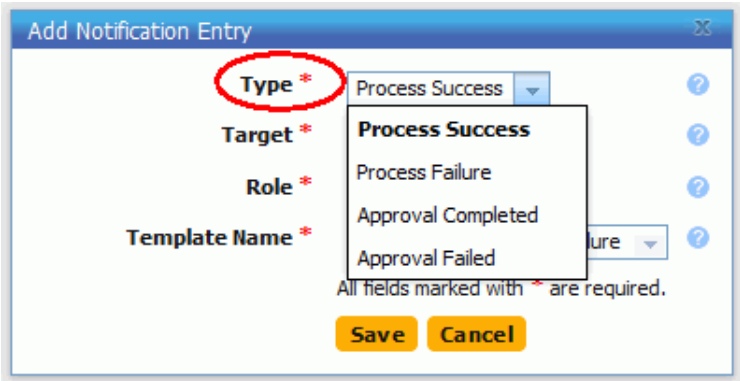 Add Notification Entry x
Type * Process Success
Process Success
Target *
Process Failure
Role *
Approval Completed
Template Name * lure
Approval Failed
All fields marked with * are required.
Save Cancel